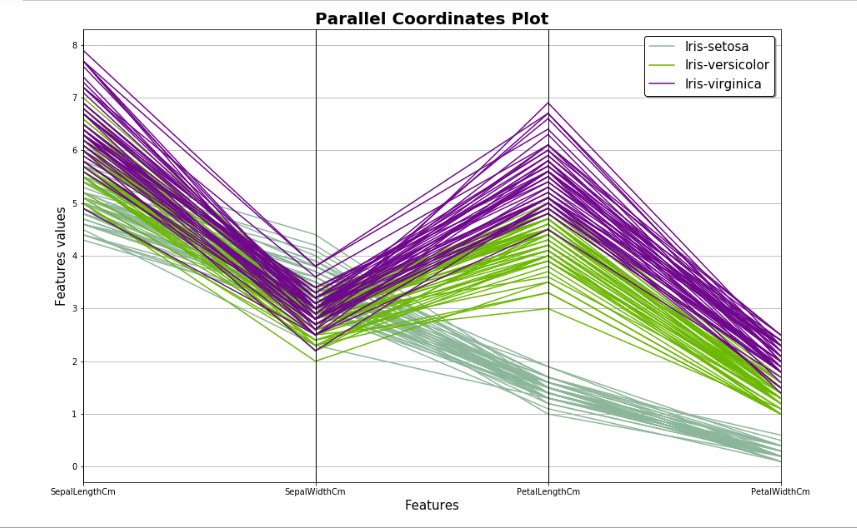 Parallel Coordinates Plot
Iris-setosa
Iris-versicolor
Iris-virginica
8
7
6
5
4
3
2
1
0
Features values
SepalLengthCm
SepalWidthCm
PetalLengthCm
PetalWidthCm
Features